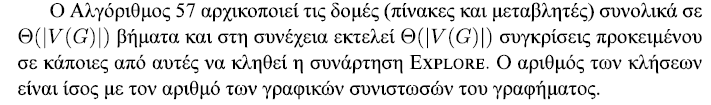 Ο Αλγόριθμος 57 αρχικοποιεί τις δομές (πίνακες και μεταβλητές) συνολικά σε
Θ(|V(G)|) βήματα και στη συνέχεια εκτελεί Θ(|V(G)|) συγκρίσεις προκειμένου
σε κάποιες από αυτές να κληθεί η συνάρτηση EXPLORE. Ο αριθμός των κλήσεων
είναι ίσος με τον αριθμό των γραφικών συνιστωσών του γραφήματος.